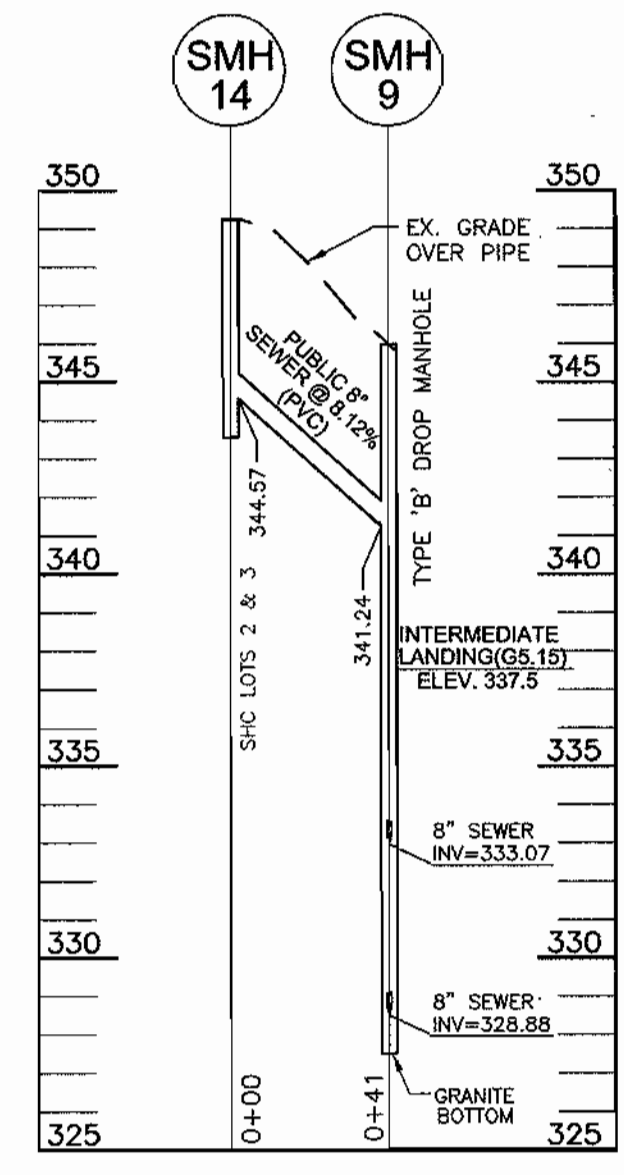 SMH
14
SMH
9
350
350
EX. GRADE
OVER PIPE
PUBLIC 8"
SEWER @ 8.12%
(PVC)
345
345
TYPE 'B' DROP MANHOLE
344.57
340
340
341.24
SHC LOTS 2 & 3
INTERMEDIATE
LANDING(G5.15)
ELEV. 337.5
335
335
8" SEWER
INV=333.07
330
330
8" SEWER
INV=328.88
0+00
0+41
GRANITE
BOTTOM
325
325